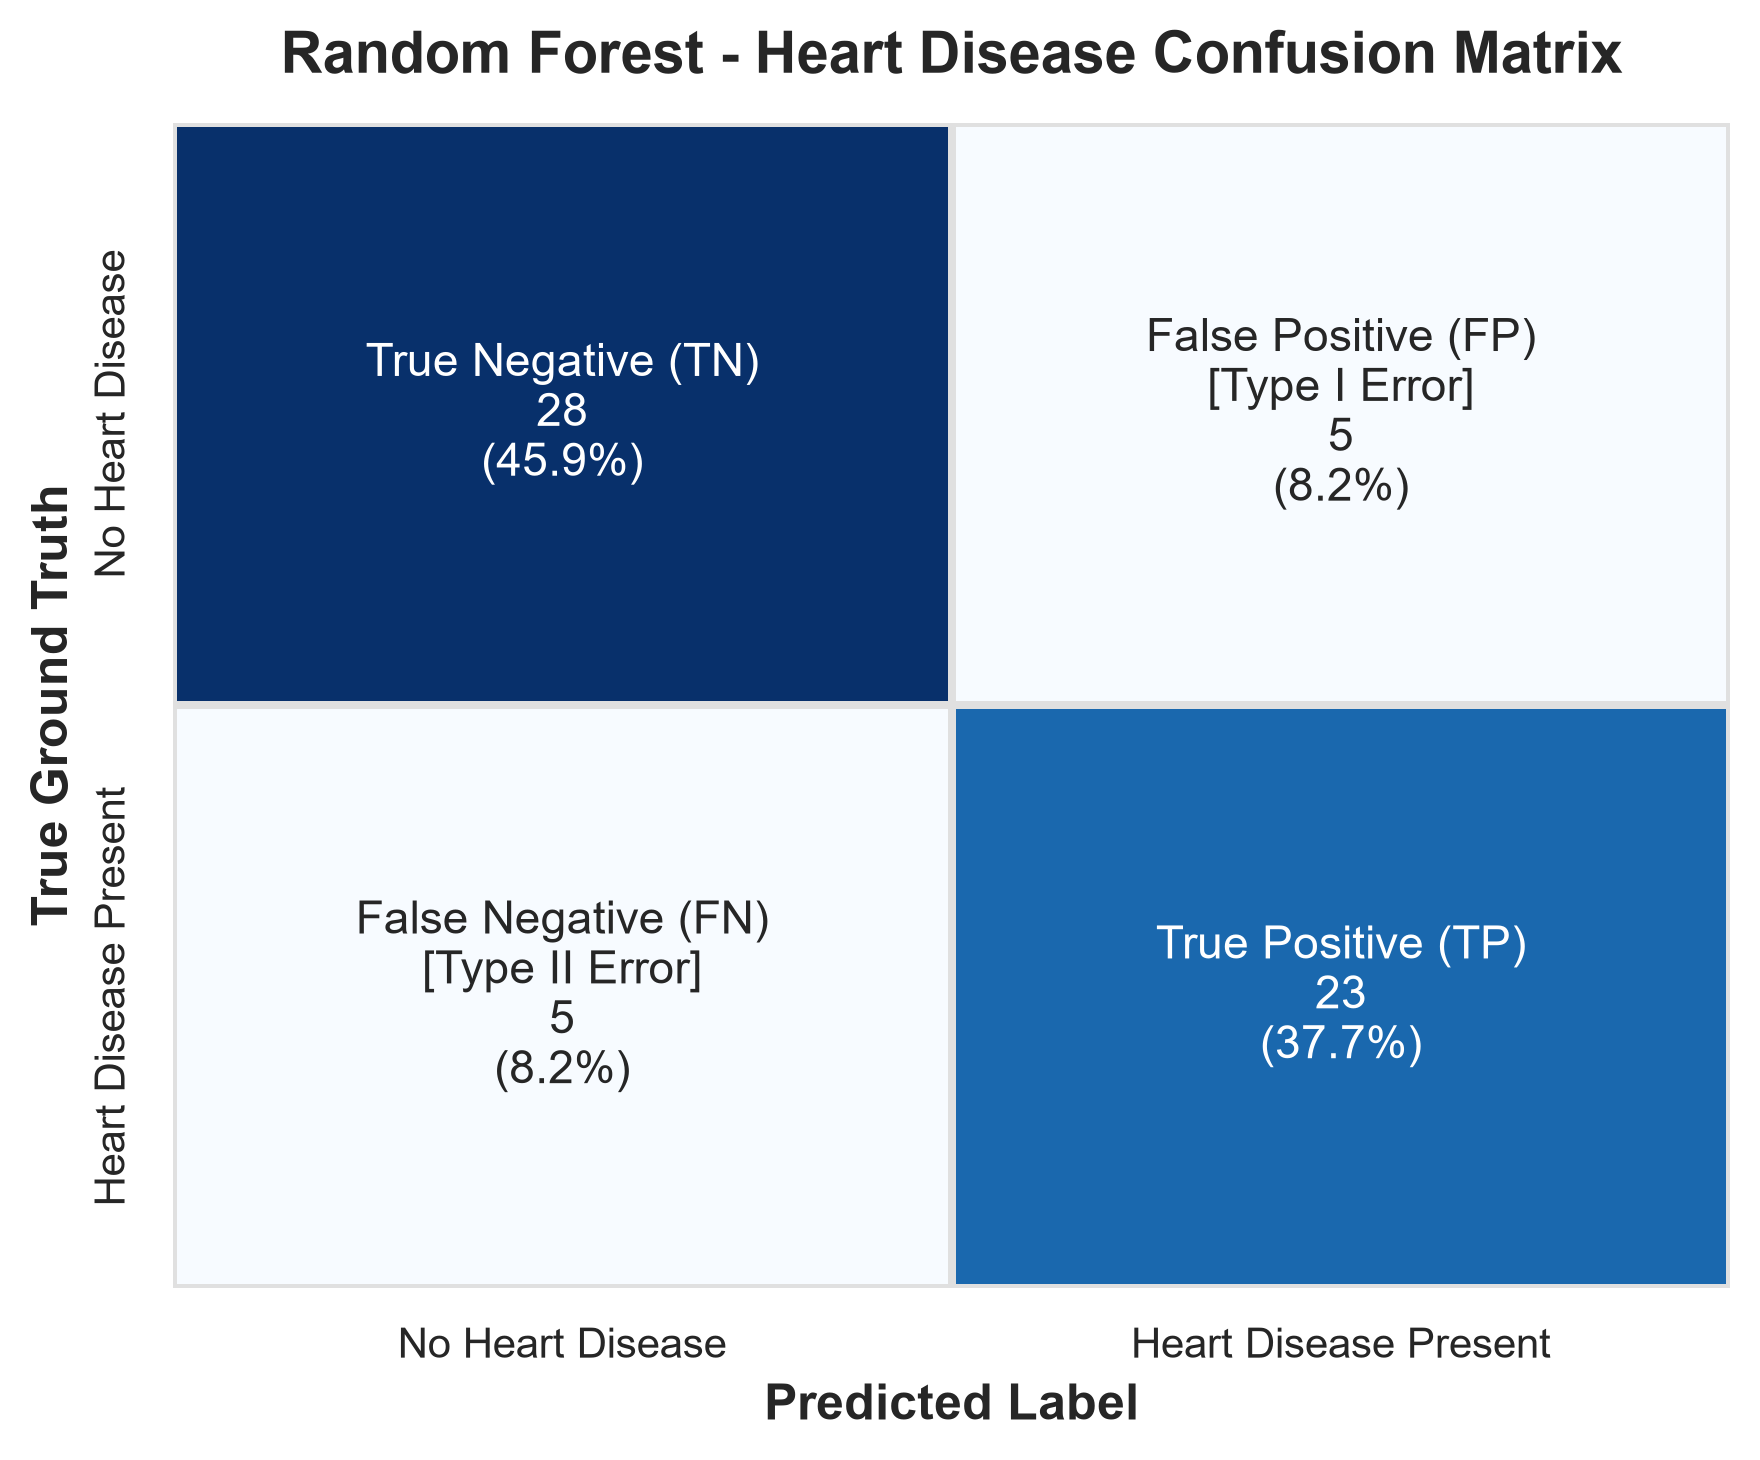 Random Forest - Heart Disease Confusion Matrix
True Ground Truth
No Heart Disease
True Negative (TN)
28
(45.9%)
False Positive (FP)
[Type I Error]
5
(8.2%)
Heart Disease Present
False Negative (FN)
[Type II Error]
5
(8.2%)
True Positive (TP)
23
(37.7%)
No Heart Disease
Heart Disease Present
Predicted Label